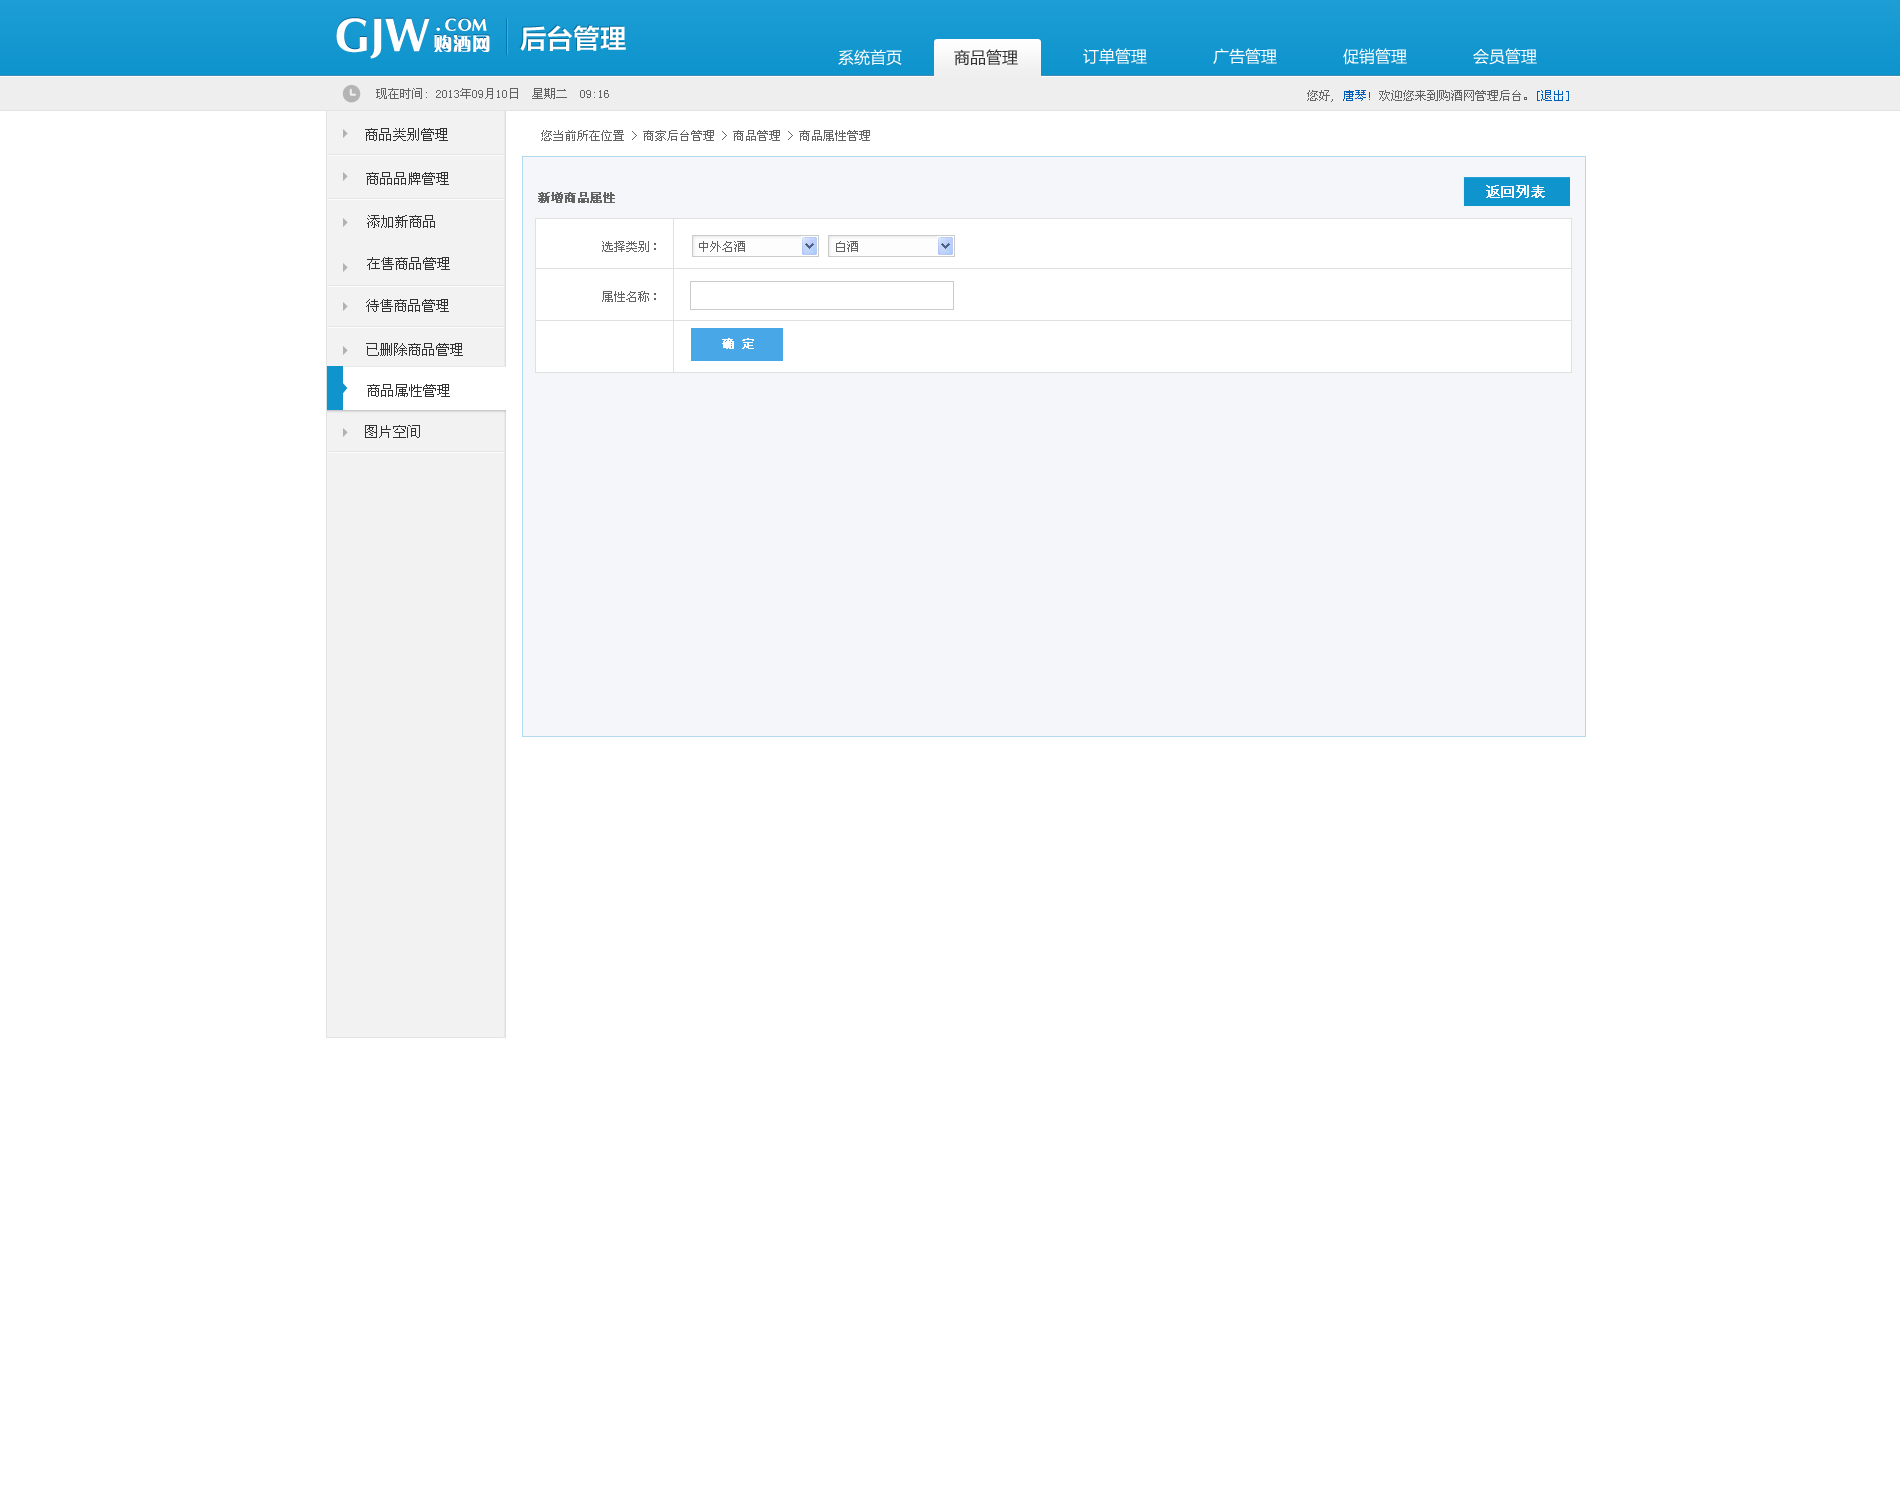 GJW.COM 购酒网 后台管理
系统首页 商品管理 订单管理 广告管理 促销管理 会员管理
现在时间：2013年09月10日 星期二 09:16
您好，唐琴！欢迎您来到购酒网管理后台。[退出]
商品类别管理
商品品牌管理
添加新商品
在售商品管理
待售商品管理
已删除商品管理
商品属性管理
图片空间
您当前所在位置 > 商家后台管理 > 商品管理 > 商品属性管理
新增商品属性
返回列表
选择类别： 中外名酒 白酒
属性名称：
确 定